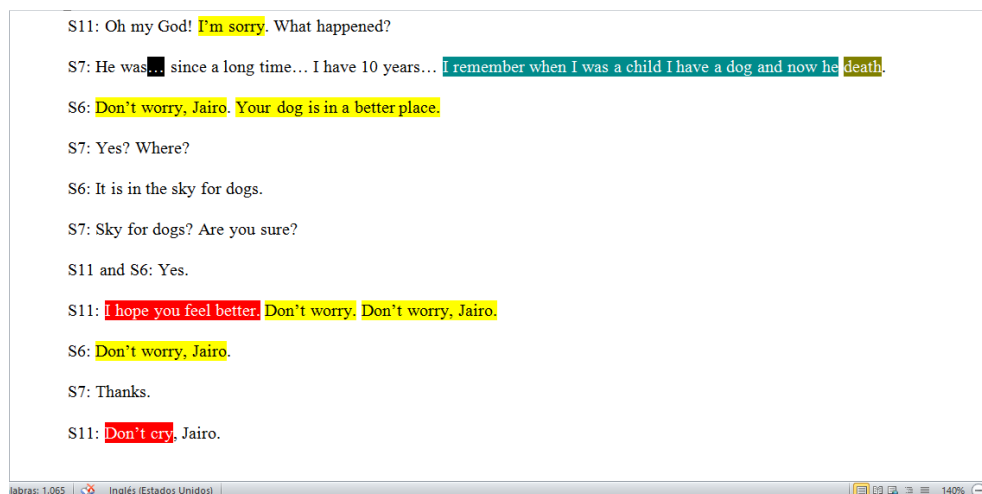 S11: Oh my God! I'm sorry. What happened?
S7: He was… since a long time… I have 10 years… I remember when I was a child I have a dog and now he death.
S6: Don't worry, Jairo. Your dog is in a better place.
S7: Yes? Where?
S6: It is in the sky for dogs.
S7: Sky for dogs? Are you sure?
S11 and S6: Yes.
S11: I hope you feel better. Don't worry. Don't worry, Jairo.
S6: Don't worry, Jairo.
S7: Thanks.
S11: Don't cry, Jairo.
labras: 1.065 Inglés (Estados Unidos) 140%